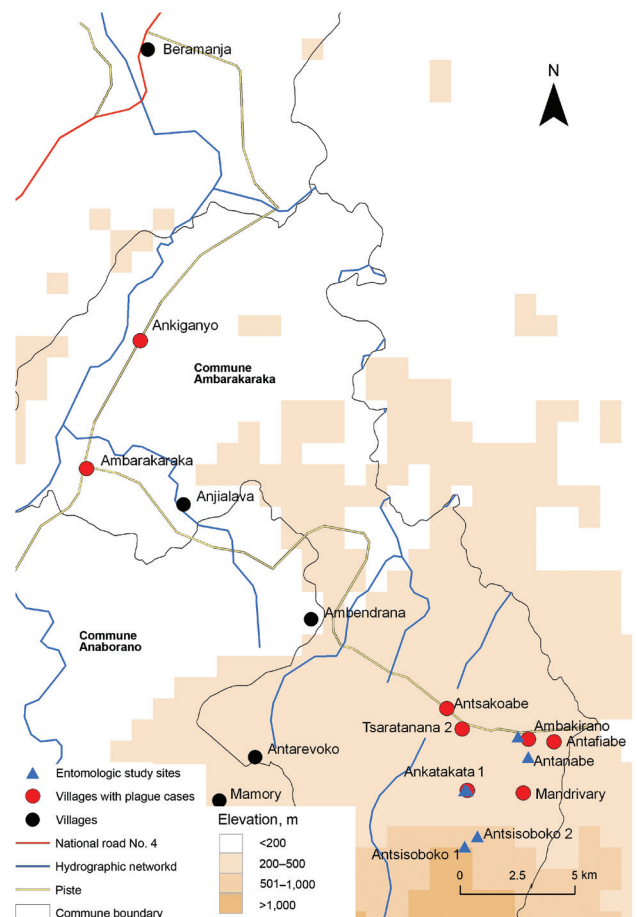 Beramanja
N
Ankiganyo
Commune
Ambarakaraka
Ambarakaraka
Anjialava
Ambendrana
Commune
Anaborano
Antsakoabe
Tsaratanana 2
Ambakirano
Antafiabe
Antarevoko
Antanabe
Ankatakata 1
Mamory
Mandrivary
Antsisoboko 2
Antsisoboko 1
Entomologic study sites
Villages with plague cases
Villages
National road No. 4
Hydrographic networkd
Piste
Commune boundary
Elevation, m
<200
200–500
501–1,000
>1,000
0 2.5 5 km